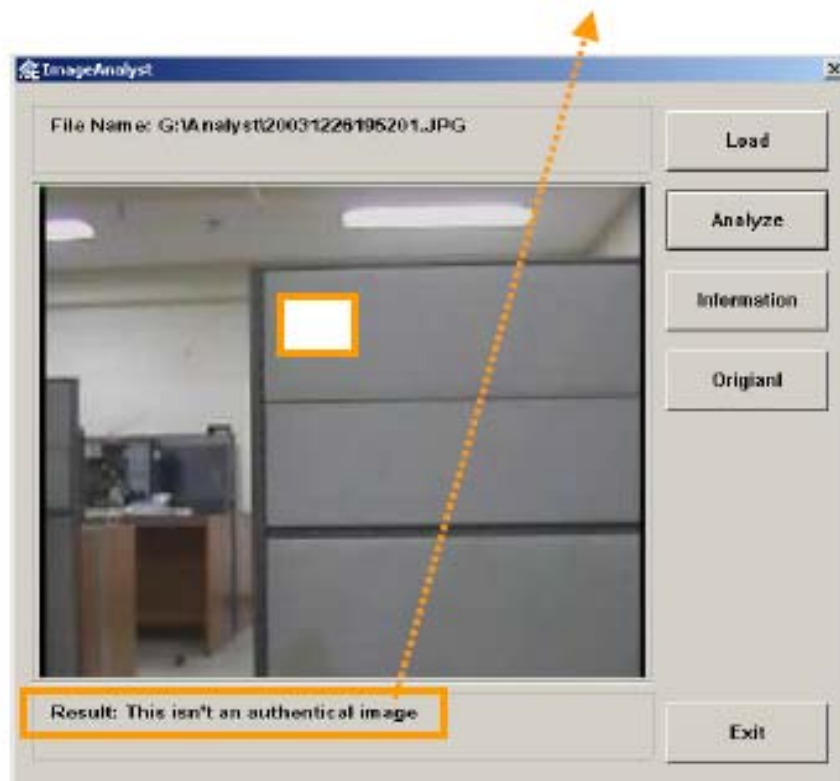 ImageAnalyst
File Name: G:\Analyst\20031226195201.JPG
Load
Analyze
Information
Origianl
Result: This isn't an authentical image
Exit